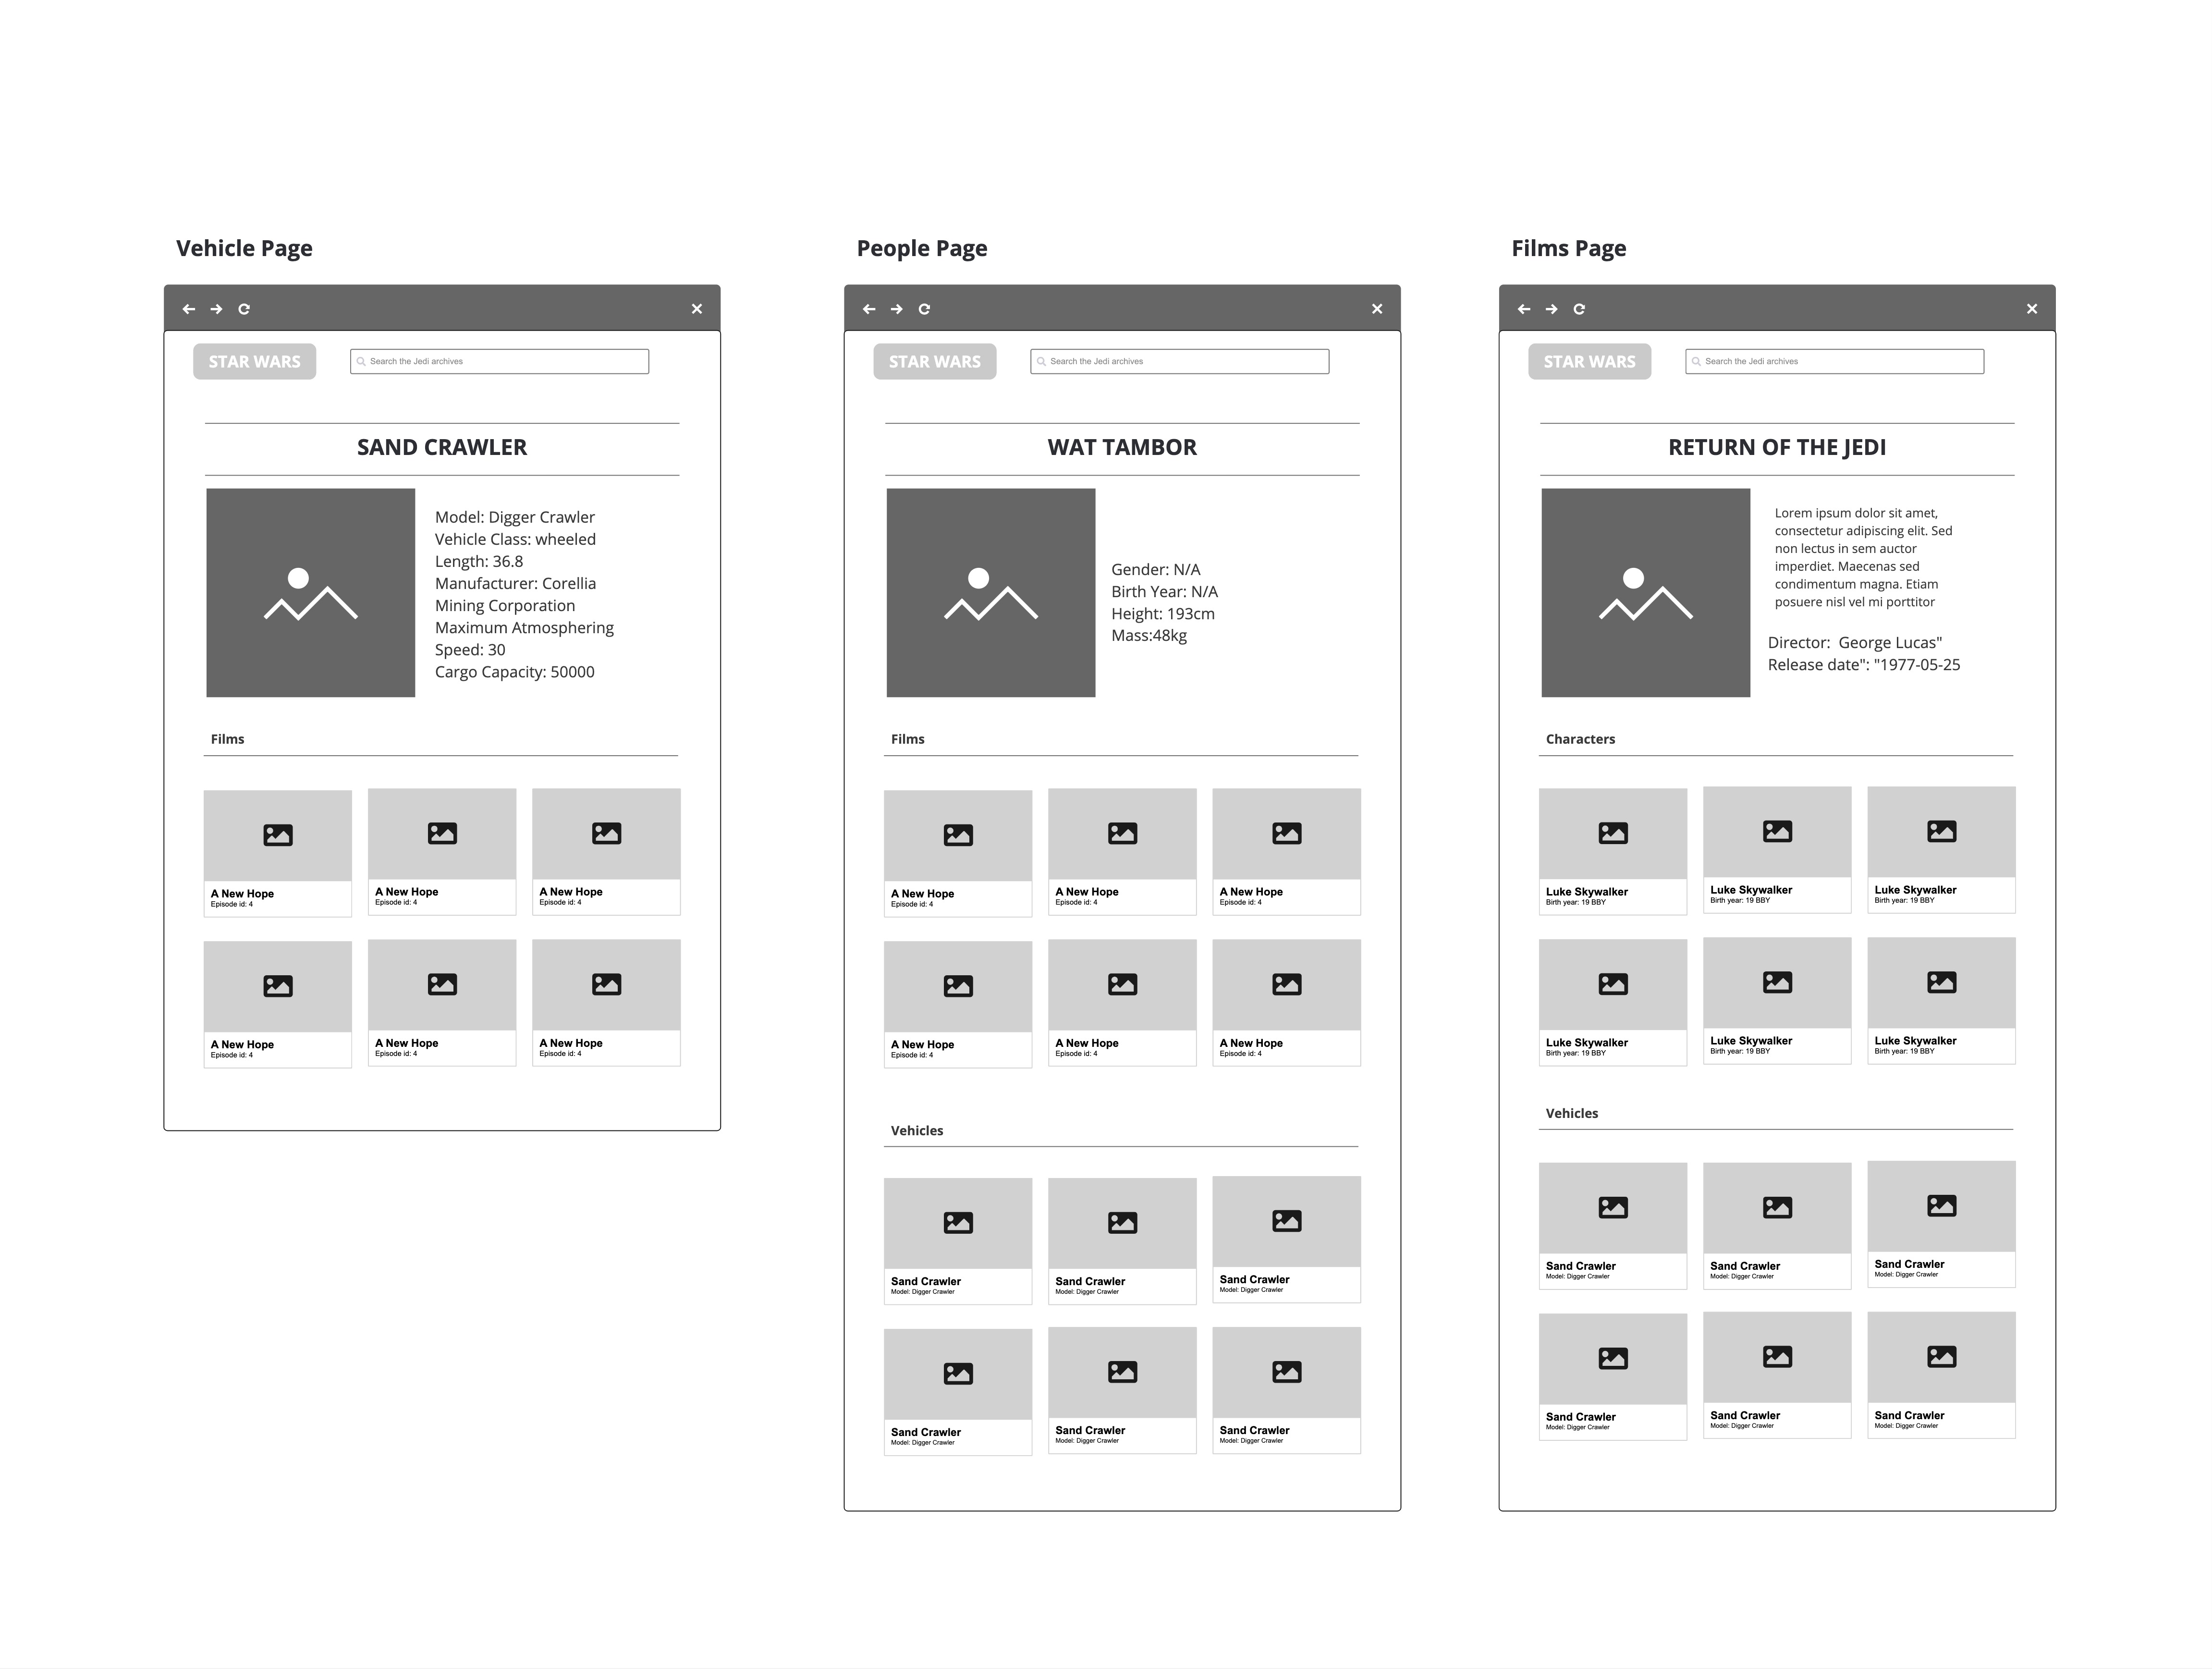 Vehicle Page
STAR WARS
Search the Jedi archives
SAND CRAWLER
Model: Digger Crawler
Vehicle Class: wheeled
Length: 36.8
Manufacturer: Corellia
Mining Corporation
Maximum Atmosphering
Speed: 30
Cargo Capacity: 50000
Films
A New Hope
Episode id: 4
A New Hope
Episode id: 4
A New Hope
Episode id: 4
A New Hope
Episode id: 4
A New Hope
Episode id: 4
A New Hope
Episode id: 4
People Page
STAR WARS
Search the Jedi archives
WAT TAMBOR
Gender: N/A
Birth Year: N/A
Height: 193cm
Mass:48kg
Films
A New Hope
Episode id: 4
A New Hope
Episode id: 4
A New Hope
Episode id: 4
A New Hope
Episode id: 4
A New Hope
Episode id: 4
A New Hope
Episode id: 4
Vehicles
Sand Crawler
Model: Digger Crawler
Sand Crawler
Model: Digger Crawler
Sand Crawler
Model: Digger Crawler
Sand Crawler
Model: Digger Crawler
Sand Crawler
Model: Digger Crawler
Sand Crawler
Model: Digger Crawler
Films Page
STAR WARS
Search the Jedi archives
RETURN OF THE JEDI
Lorem ipsum dolor sit amet,
consectetur adipiscing elit. Sed
non lectus in sem auctor
imperdiet. Maecenas sed
condimentum magna. Etiam
posuere nisl vel mi porttitor
Director:  George Lucas"
Release date": "1977-05-25
Characters
Luke Skywalker
Birth year: 19 BBY
Luke Skywalker
Birth year: 19 BBY
Luke Skywalker
Birth year: 19 BBY
Luke Skywalker
Birth year: 19 BBY
Luke Skywalker
Birth year: 19 BBY
Luke Skywalker
Birth year: 19 BBY
Vehicles
Sand Crawler
Model: Digger Crawler
Sand Crawler
Model: Digger Crawler
Sand Crawler
Model: Digger Crawler
Sand Crawler
Model: Digger Crawler
Sand Crawler
Model: Digger Crawler
Sand Crawler
Model: Digger Crawler